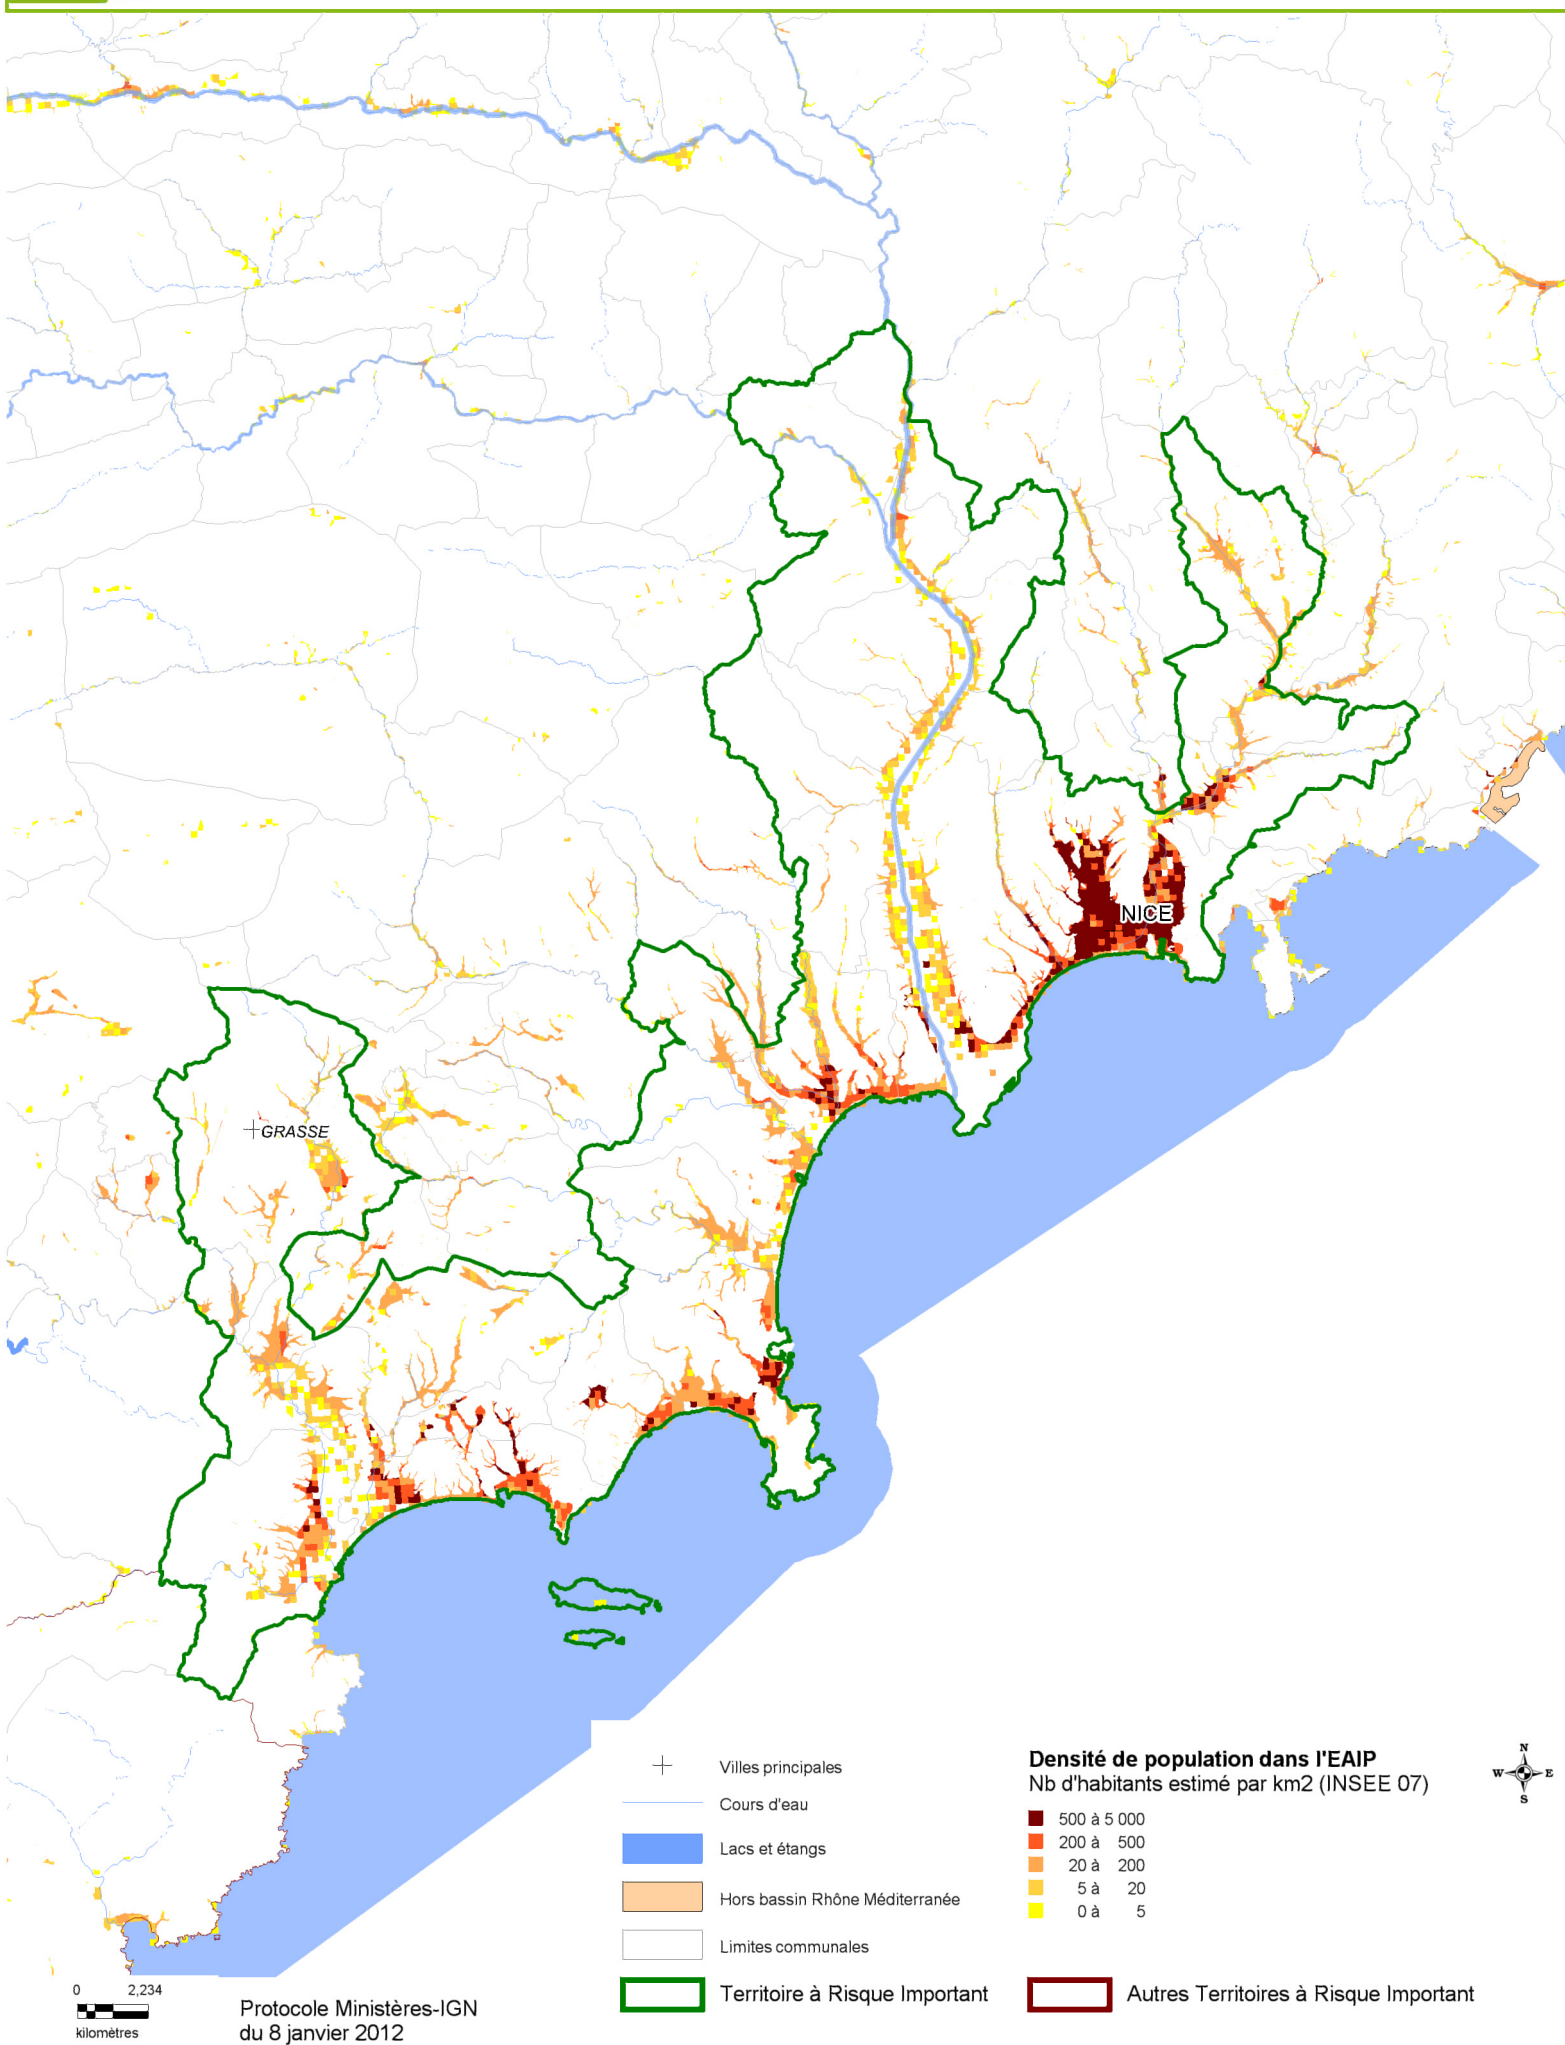 NICE
GRASSE
Villes principales
Cours d'eau
Lacs et étangs
Hors bassin Rhône Méditerranée
Limites communales
Territoire à Risque Important
Densité de population dans l'EAIP
Nb d'habitants estimé par km2 (INSEE 07)
500 à 5 000
200 à 500
20 à 200
5 à 20
0 à 5
Autres Territoires à Risque Important
N
W E
S
0 2,234
kilomètres
Protocole Ministères-IGN
du 8 janvier 2012